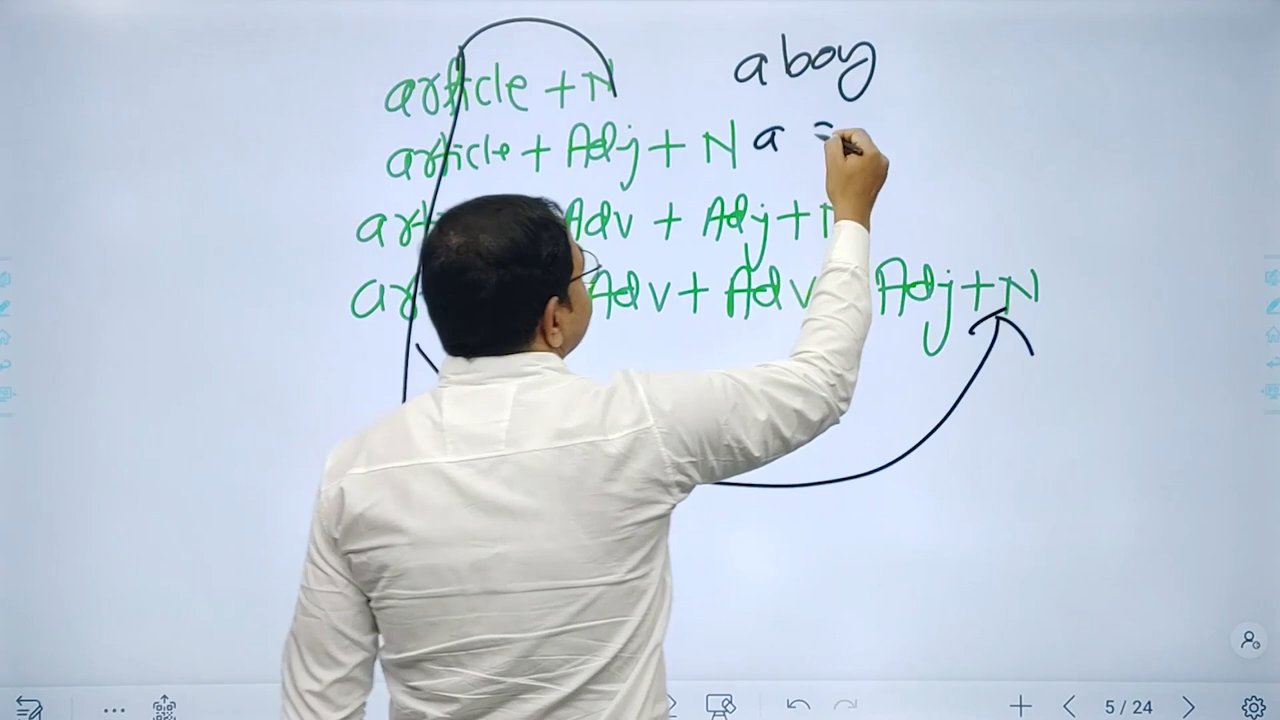 article + N a boy
article + Adj + N a
Adv + Adj + N
Adv + Adv Adj + N
5 / 24